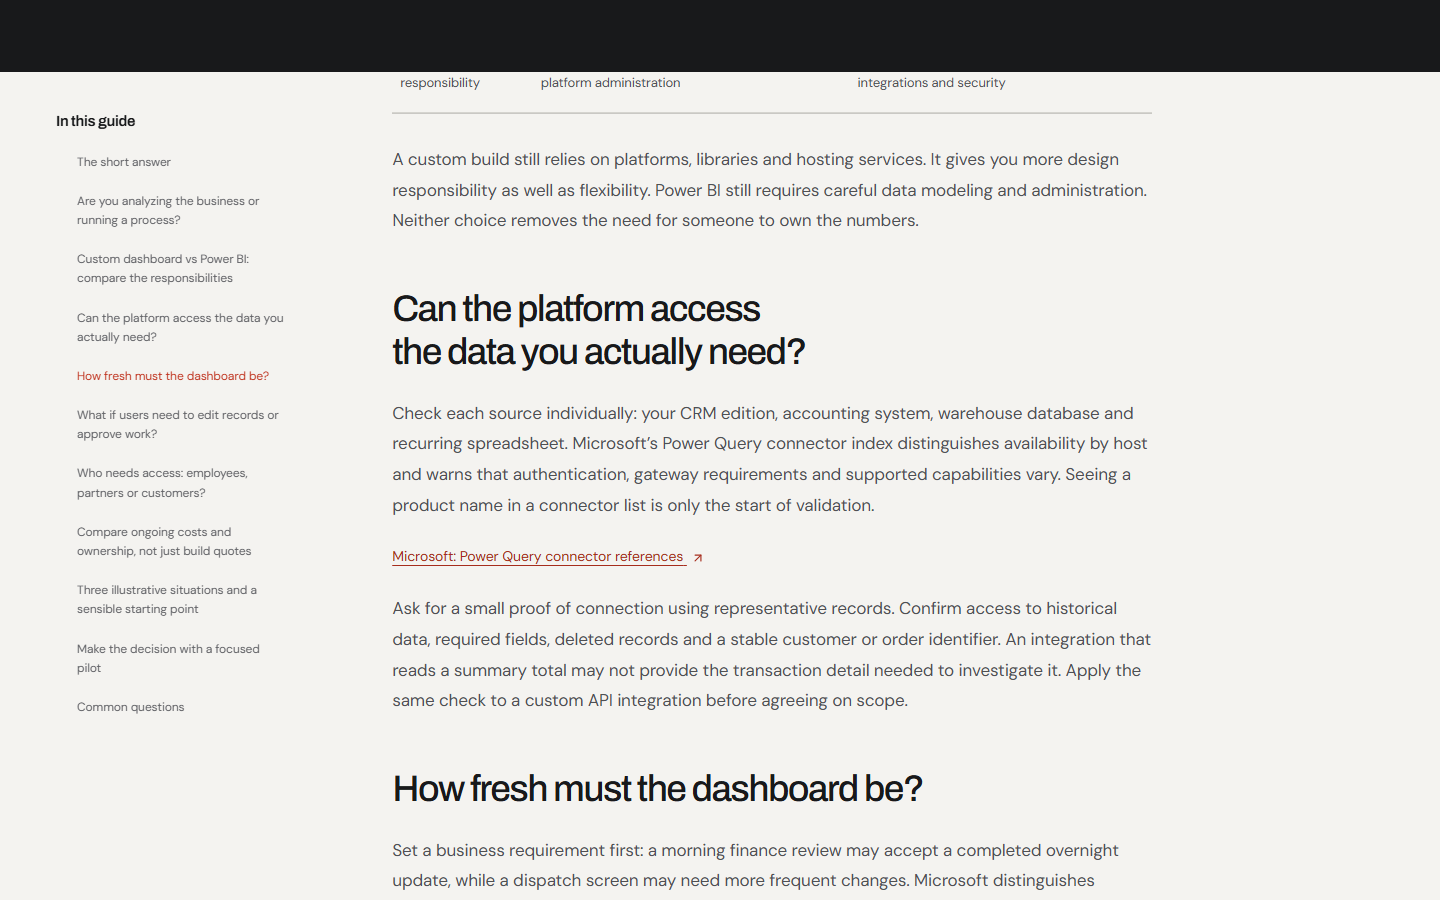 responsibility platform administration integrations and security
In this guide
The short answer
Are you analyzing the business or
running a process?
Custom dashboard vs Power BI:
compare the responsibilities
Can the platform access the data you
actually need?
How fresh must the dashboard be?
What if users need to edit records or
approve work?
Who needs access: employees,
partners or customers?
Compare ongoing costs and
ownership, not just build quotes
Three illustrative situations and a
sensible starting point
Make the decision with a focused
pilot
Common questions
A custom build still relies on platforms, libraries and hosting services. It gives you more design
responsibility as well as flexibility. Power BI still requires careful data modeling and administration.
Neither choice removes the need for someone to own the numbers.
Can the platform access
the data you actually need?
Check each source individually: your CRM edition, accounting system, warehouse database and
recurring spreadsheet. Microsoft’s Power Query connector index distinguishes availability by host
and warns that authentication, gateway requirements and supported capabilities vary. Seeing a
product name in a connector list is only the start of validation.
Microsoft: Power Query connector references ↗
Ask for a small proof of connection using representative records. Confirm access to historical
data, required fields, deleted records and a stable customer or order identifier. An integration that
reads a summary total may not provide the transaction detail needed to investigate it. Apply the
same check to a custom API integration before agreeing on scope.
How fresh must the dashboard be?
Set a business requirement first: a morning finance review may accept a completed overnight
update, while a dispatch screen may need more frequent changes. Microsoft distinguishes